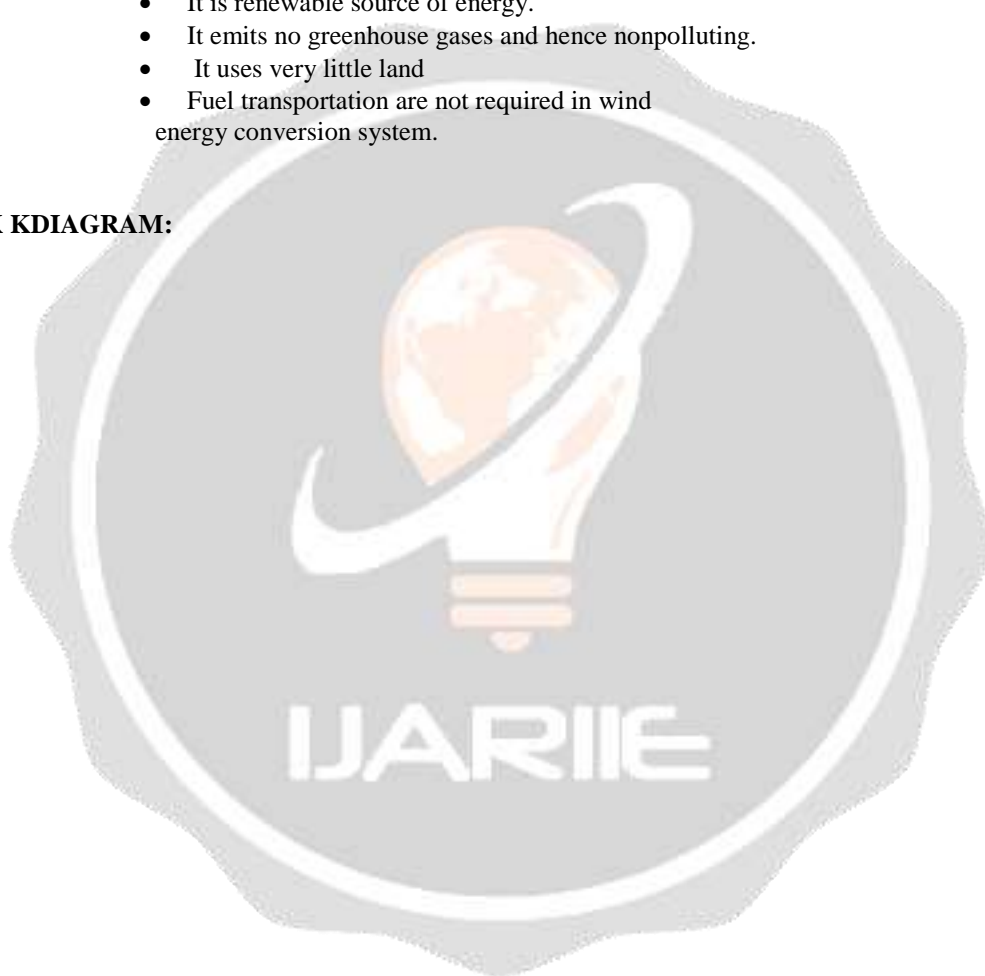 • It is renewable source of energy.
• It emits no greenhouse gases and hence nonpolluting.
• It uses very little land
• Fuel transportation are not required in wind
energy conversion system.
KDIAGRAM:
IJARIIE